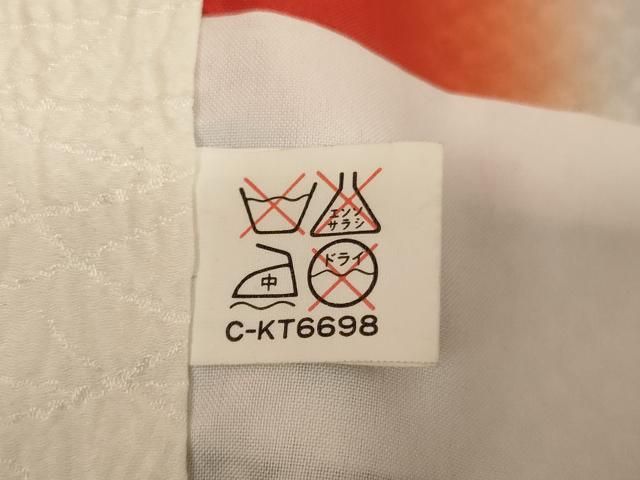 エンソ
サラシ
中
ドライ
C-KT6698